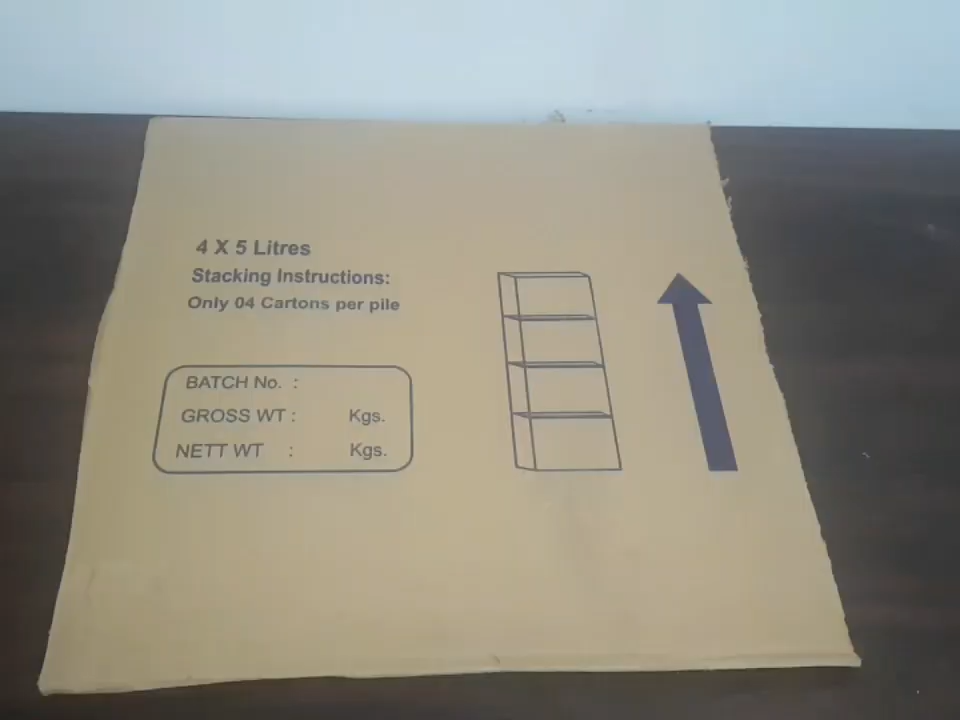 4 X 5 Litres
Stacking Instructions:
Only 04 Cartons per pile
BATCH No. :
GROSS WT : Kgs.
NETT WT : Kgs.